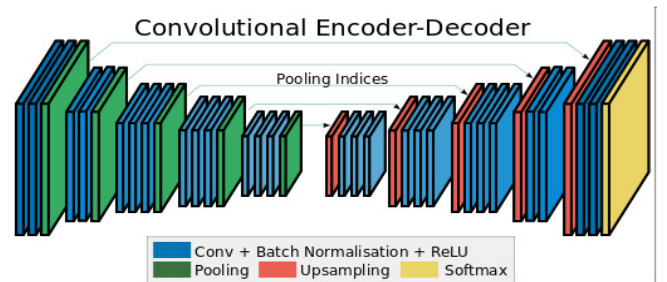 Convolutional Encoder-Decoder
Pooling Indices
Conv + Batch Normalisation + ReLU
Pooling Upsampling Softmax